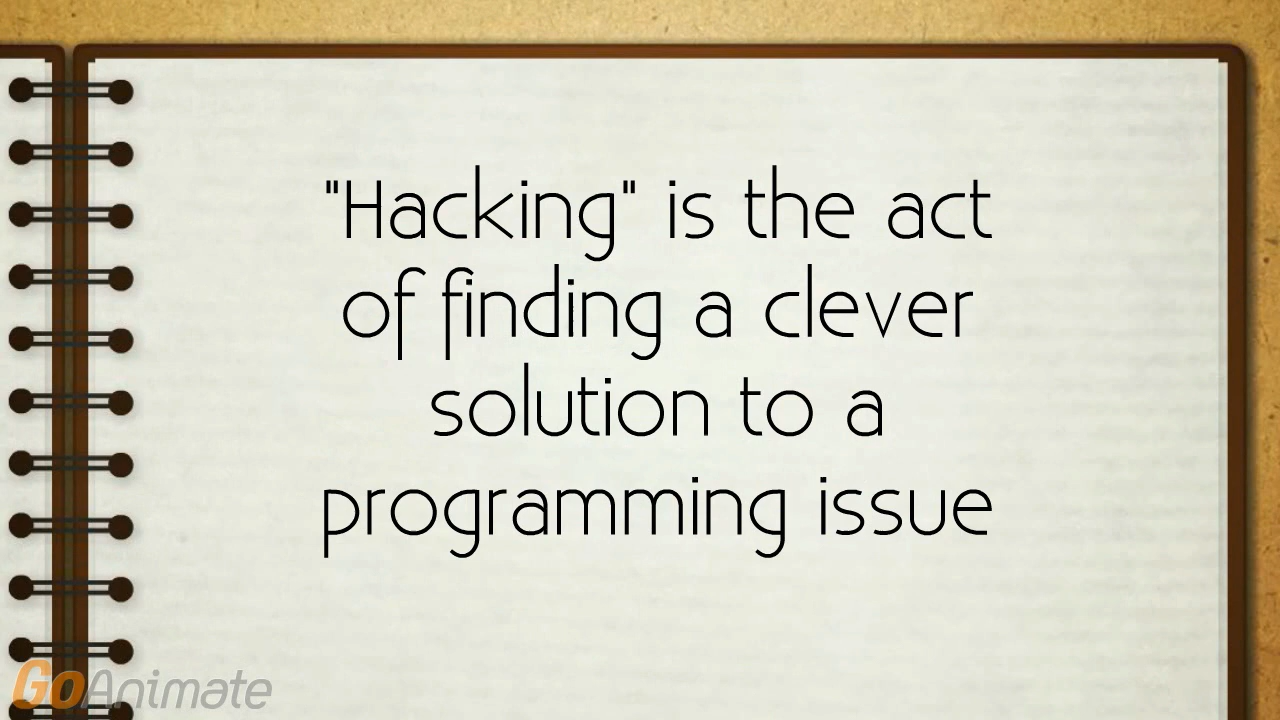 "Hacking" is the act
of finding a clever
solution to a
programming issue
GoAnimate